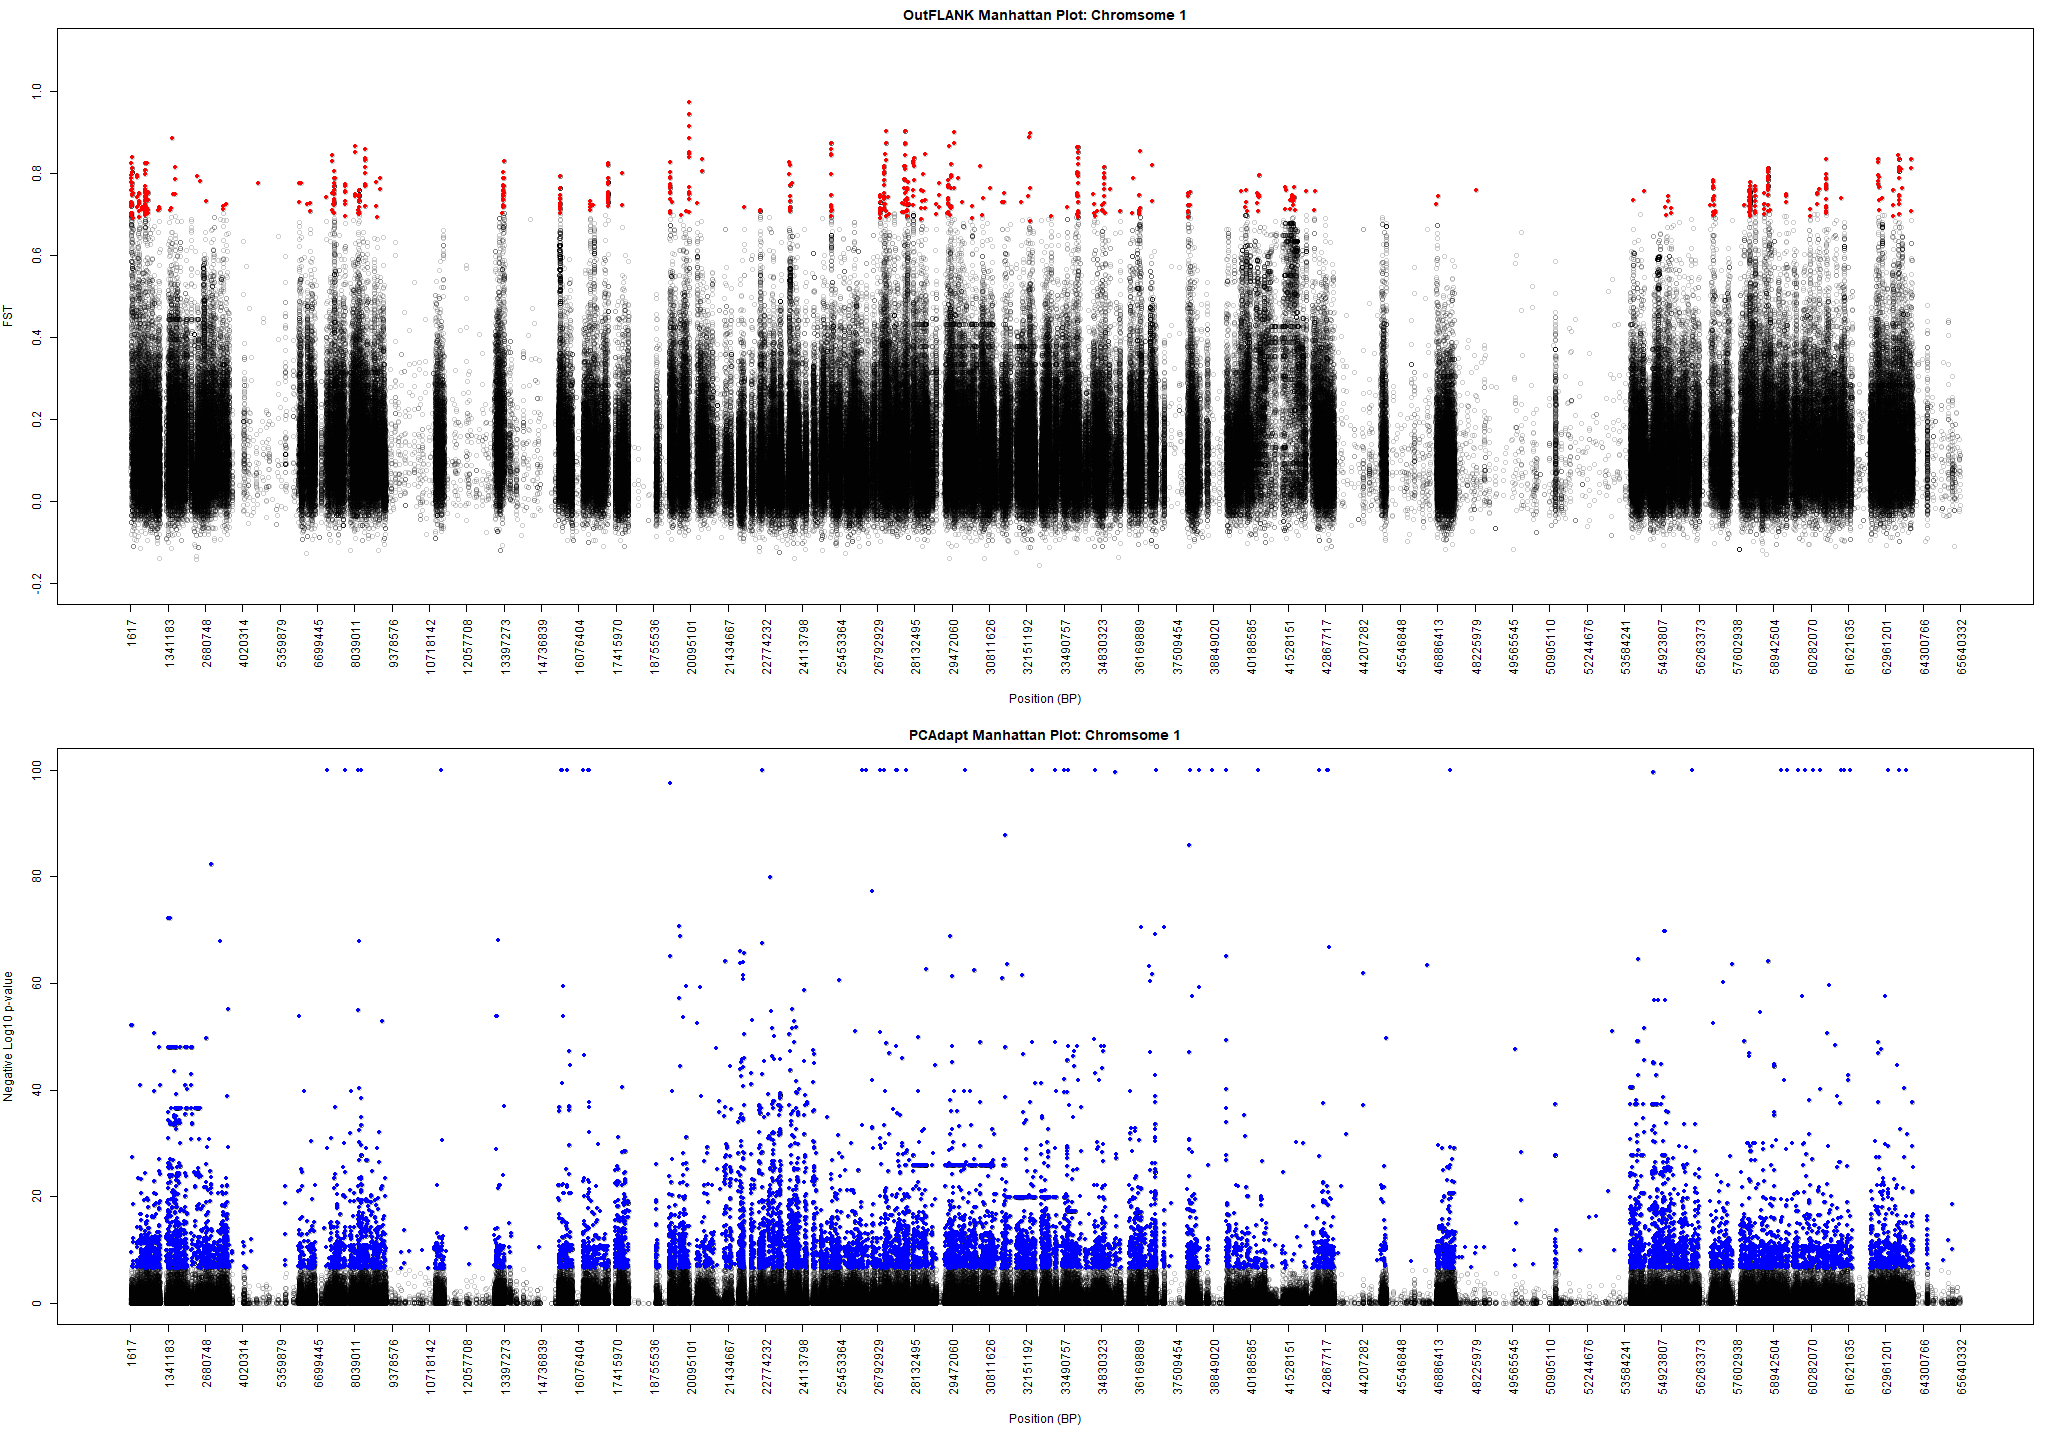 OutFLANK Manhattan Plot: Chromsome 1
FST
1.0
0.8
0.6
0.4
0.2
0.0
-0.2
1617 1341183 2680748 4020314 5359879 6699445 8039011 9378576 10718142 12057708 13397273 14736839 16076404 17415970 18755536 20095101 21434667 22774232 24113798 25453364 26792929 28132495 29472060 30811626 32151192 33490757 34830323 36169889 37509454 38849020 40188585 41528151 42867717 44207282 45546848 46886413 48225979 49565545 50905110 52244676 53584241 54923807 56263373 57602938 58942504 60282070 61621635 62961201 64300766 65640332
Position (BP)
PCAdapt Manhattan Plot: Chromsome 1
Negative Log10 p-value
100
80
60
40
20
0
1617 1341183 2680748 4020314 5359879 6699445 8039011 9378576 10718142 12057708 13397273 14736839 16076404 17415970 18755536 20095101 21434667 22774232 24113798 25453364 26792929 28132495 29472060 30811626 32151192 33490757 34830323 36169889 37509454 38849020 40188585 41528151 42867717 44207282 45546848 46886413 48225979 49565545 50905110 52244676 53584241 54923807 56263373 57602938 58942504 60282070 61621635 62961201 64300766 65640332
Position (BP)